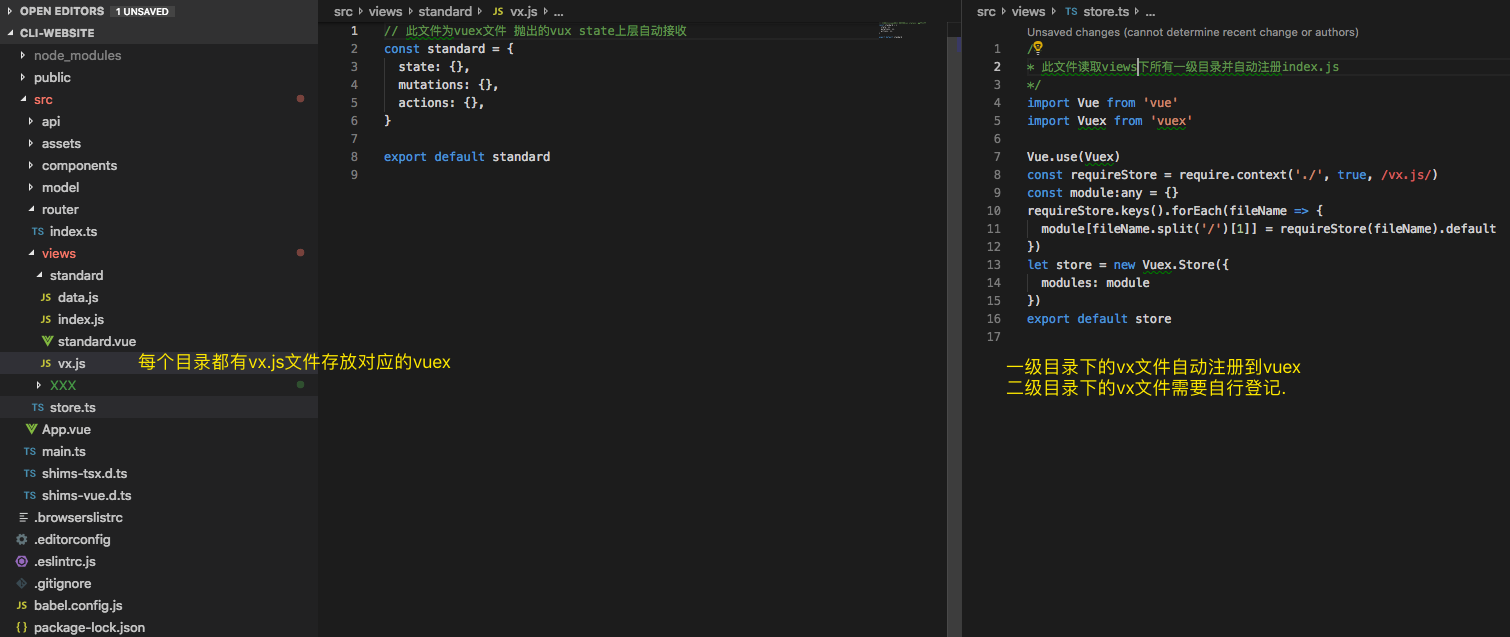 OPEN EDITORS 1 UNSAVED
CLI-WEBSITE
node_modules
public
src
api
assets
components
model
router
TS index.ts
views
standard
JS data.js
JS index.js
standard.vue
JS vx.js
XXX
TS store.ts
App.vue
TS main.ts
TS shims-tsx.d.ts
TS shims-vue.d.ts
.browserslistrc
.editorconfig
.eslintrc.js
.gitignore
JS babel.config.js
{} package-lock.json
每个目录都有vx.js文件存放对应的vuex
src views standard JS vx.js ...
1 // 此文件为vuex文件 抛出的vux state上层自动接收
2 const standard = {
3 state: {},
4 mutations: {},
5 actions: {},
6 }
7
8 export default standard
9
src views TS store.ts ...
Unsaved changes (cannot determine recent change or authors)
1 /
2 * 此文件读取views下所有一级目录并自动注册index.js
3 */
4 import Vue from 'vue'
5 import Vuex from 'vuex'
6
7 Vue.use(Vuex)
8 const requireStore = require.context('./', true, /vx.js/)
9 const module:any = {}
10 requireStore.keys().forEach(fileName => {
11 module[fileName.split('/')[1]] = requireStore(fileName).default
12 })
13 let store = new Vuex.Store({
14 modules: module
15 })
16 export default store
17
一级目录下的vx文件自动注册到vuex
二级目录下的vx文件需要自行登记.